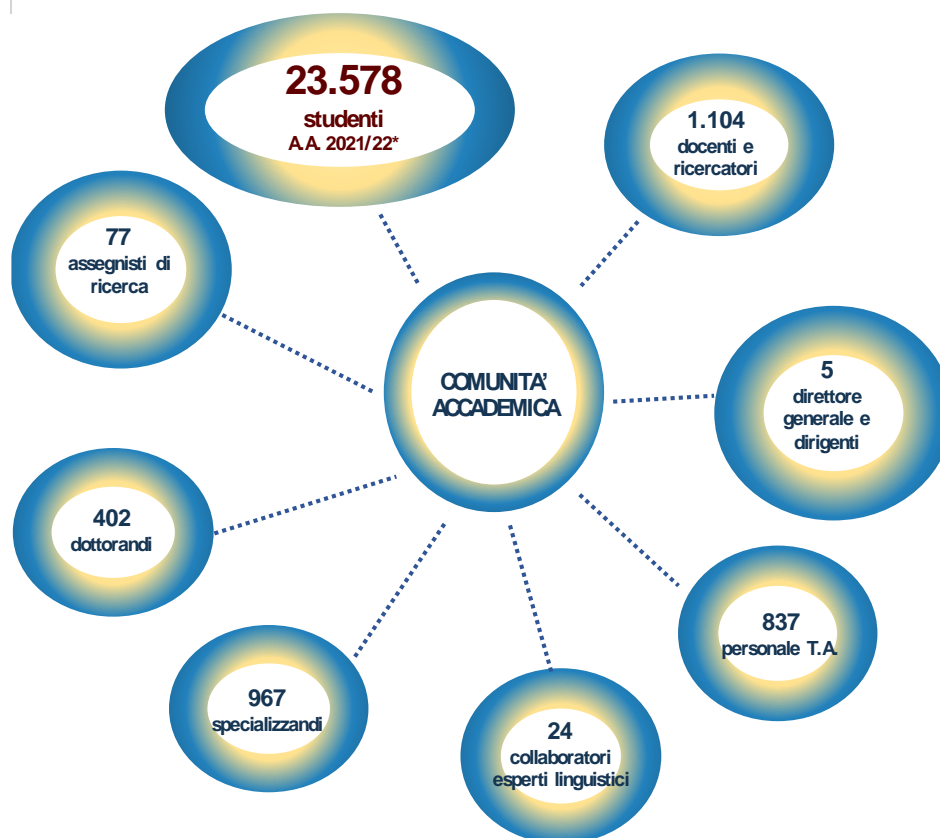 23.578
studenti
A.A. 2021/22*
1.104
docenti e
ricercatori
77
assegnisti di
ricerca
COMUNITA'
ACCADEMICA
5
direttore
generale e
dirigenti
402
dottorandi
837
personale T.A.
967
specializzandi
24
collaboratori
esperti linguistici